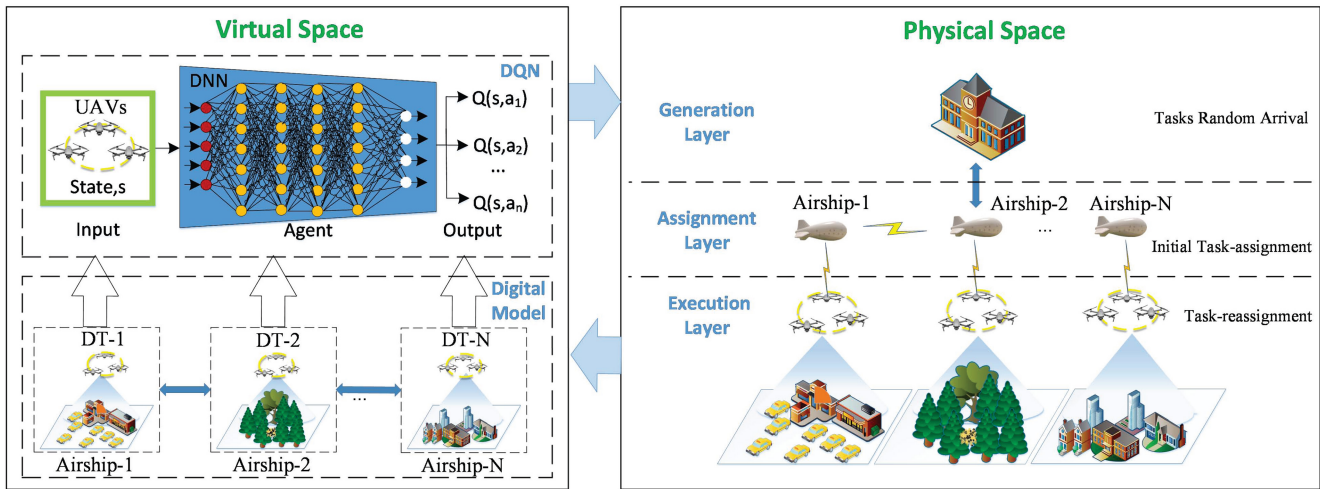 Virtual Space
DQN
DNN
UAVs
State,s
Q(s,a1)
Q(s,a2)
...
Q(s,an)
Input
Agent
Output
Digital
Model
DT-1
DT-2
DT-N
...
Airship-1
Airship-2
Airship-N
Physical Space
Generation
Layer
Tasks Random Arrival
Assignment
Layer
Airship-1
Airship-2
Airship-N
...
Initial Task-assignment
Execution
Layer
Task-reassignment